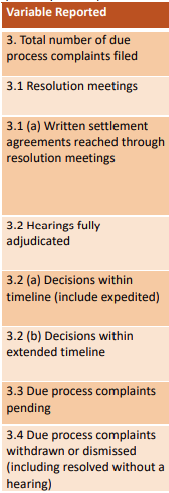 Variable Reported
3. Total number of due
process complaints filed
3.1 Resolution meetings
3.1 (a) Written settlement
agreements reached through
resolution meetings
3.2 Hearings fully
adjudicated
3.2 (a) Decisions within
timeline (include expedited)
3.2 (b) Decisions within
extended timeline
3.3 Due process complaints
pending
3.4 Due process complaints
withdrawn or dismissed
(including resolved without a
hearing)